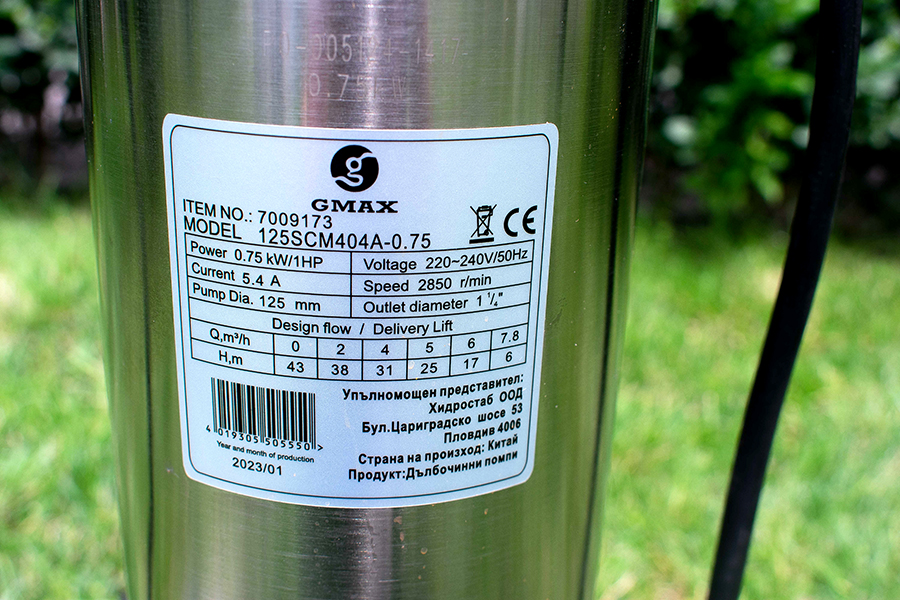 g
GMAX
ITEM NO.: 7009173
MODEL 125SCM404A-0.75
CE
Power 0.75 kW/1HP Voltage 220~240V/50Hz
Current 5.4 A Speed 2850 r/min
Pump Dia. 125 mm Outlet diameter 1 ¼"
Design flow / Delivery Lift
Q,m³/h 0 2 4 5 6 7.8
H,m 43 38 31 25 17 6
Упълномощен представител:
Хидростаб ООД
Бул.Цариградско шосе 53
Пловдив 4006
Страна на произход: Китай
Продукт:Дълбочинни помпи
4 019305 505550 >
Year and month of production
2023/01